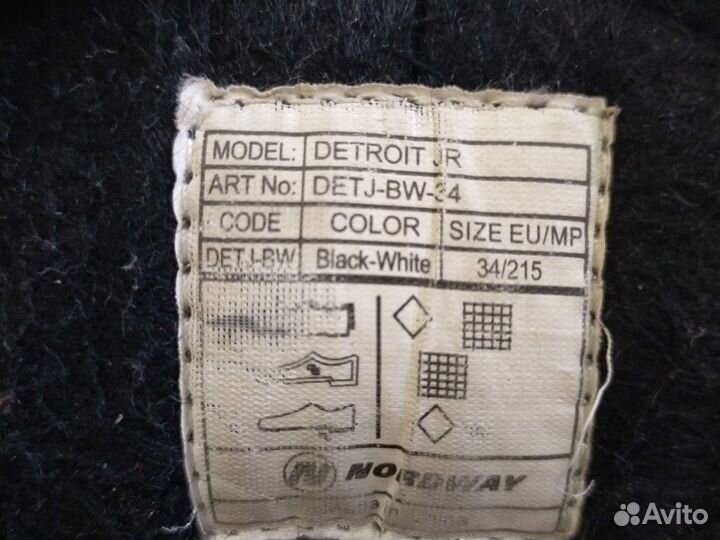 MODEL: DETROIT JR
ART No: DETJ-BW-34
CODE COLOR SIZE EU/MP
DETJ-BW Black-White 34/215
NORDWAY
Avito